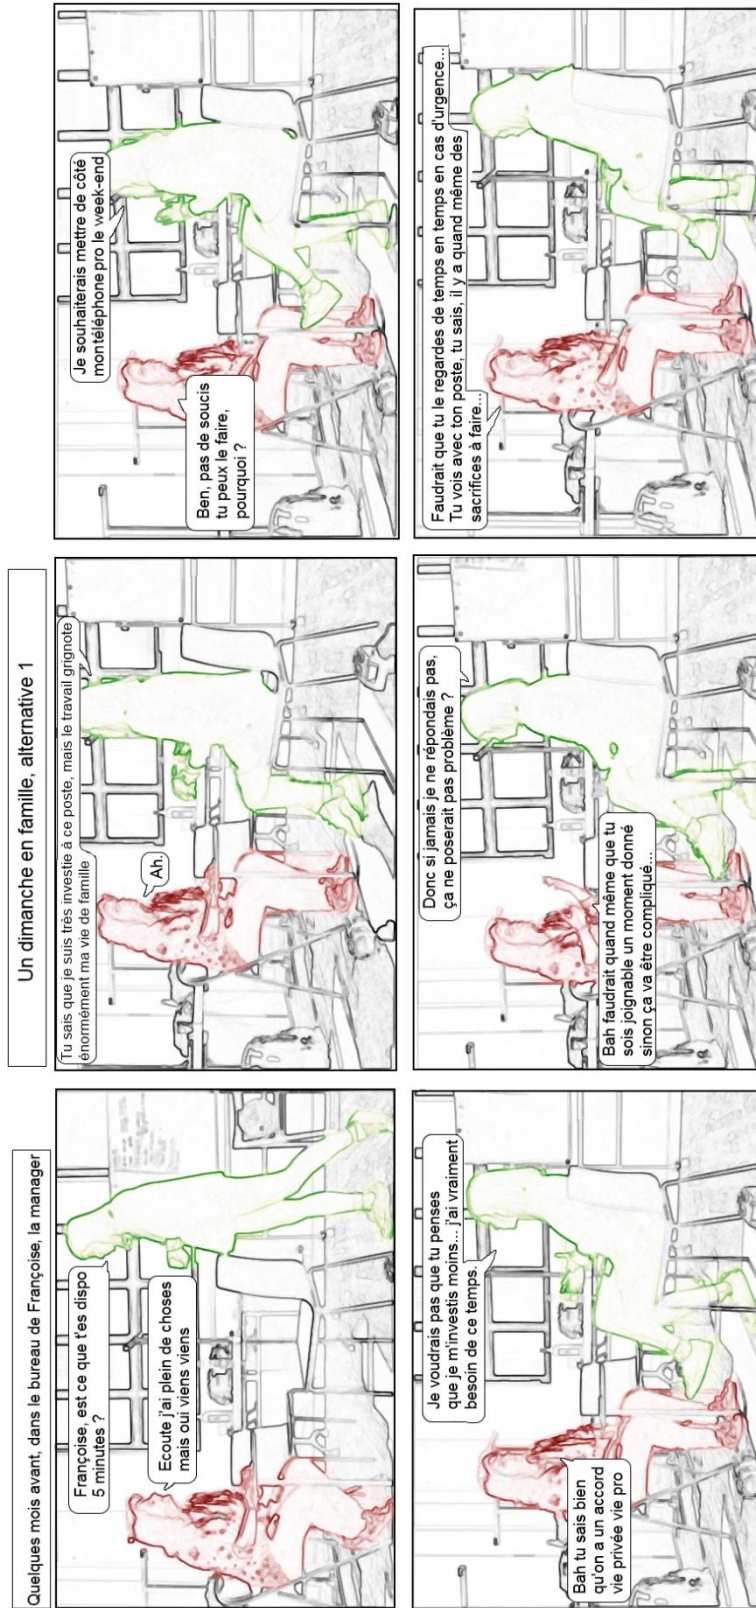 Un dimanche en famille, alternative 1
Quelques mois avant, dans le bureau de Françoise, la manager
Françoise, est ce que t'es dispo
5 minutes ?
Ecoute j'ai plein de choses
mais oui viens viens
Tu sais que je suis très investie à ce poste, mais le travail grignote
énormément ma vie de famille
Ah.
Je souhaiterais mettre de côté
montéléphone pro le week-end
Ben, pas de soucis
tu peux le faire,
pourquoi ?
Je voudrais pas que tu penses
que je m'investis moins.... j'ai vraiment
besoin de ce temps.
Bah tu sais bien
qu'on a un accord
vie privée vie pro
Donc si jamais je ne répondais pas,
ça ne poserait pas problème ?
Bah faudrait quand même que tu
sois joignable un moment donné
sinon ça va être compliqué...
Faudrait que tu le regardes de temps en temps en cas d'urgence...
Tu vois avec ton poste, tu sais, il y a quand même des
sacrifices à faire...